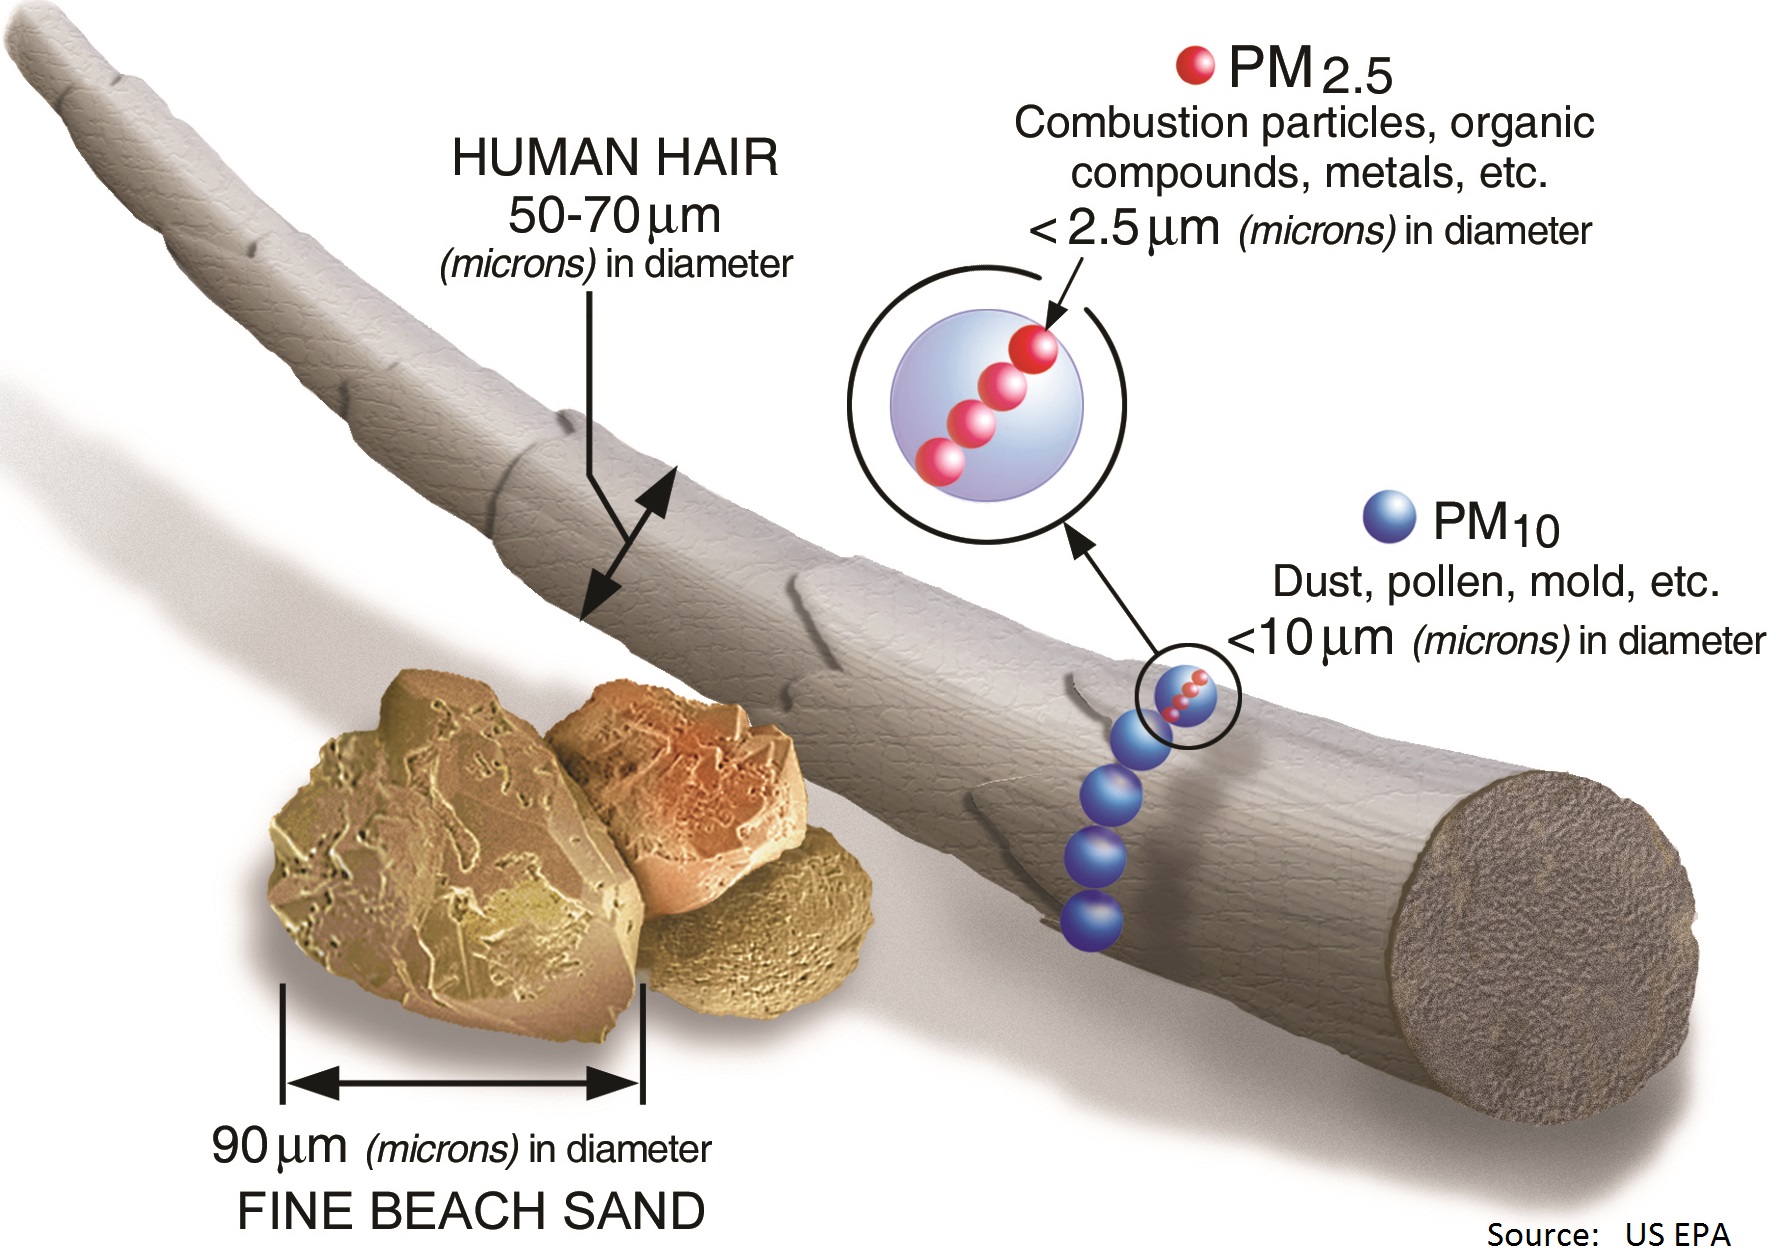 PM 2.5
Combustion particles, organic
compounds, metals, etc.
< 2.5 µm (microns) in diameter
HUMAN HAIR
50-70 µm
(microns) in diameter
PM10
Dust, pollen, mold, etc.
<10 µm (microns) in diameter
90 µm (microns) in diameter
FINE BEACH SAND
Source: US EPA